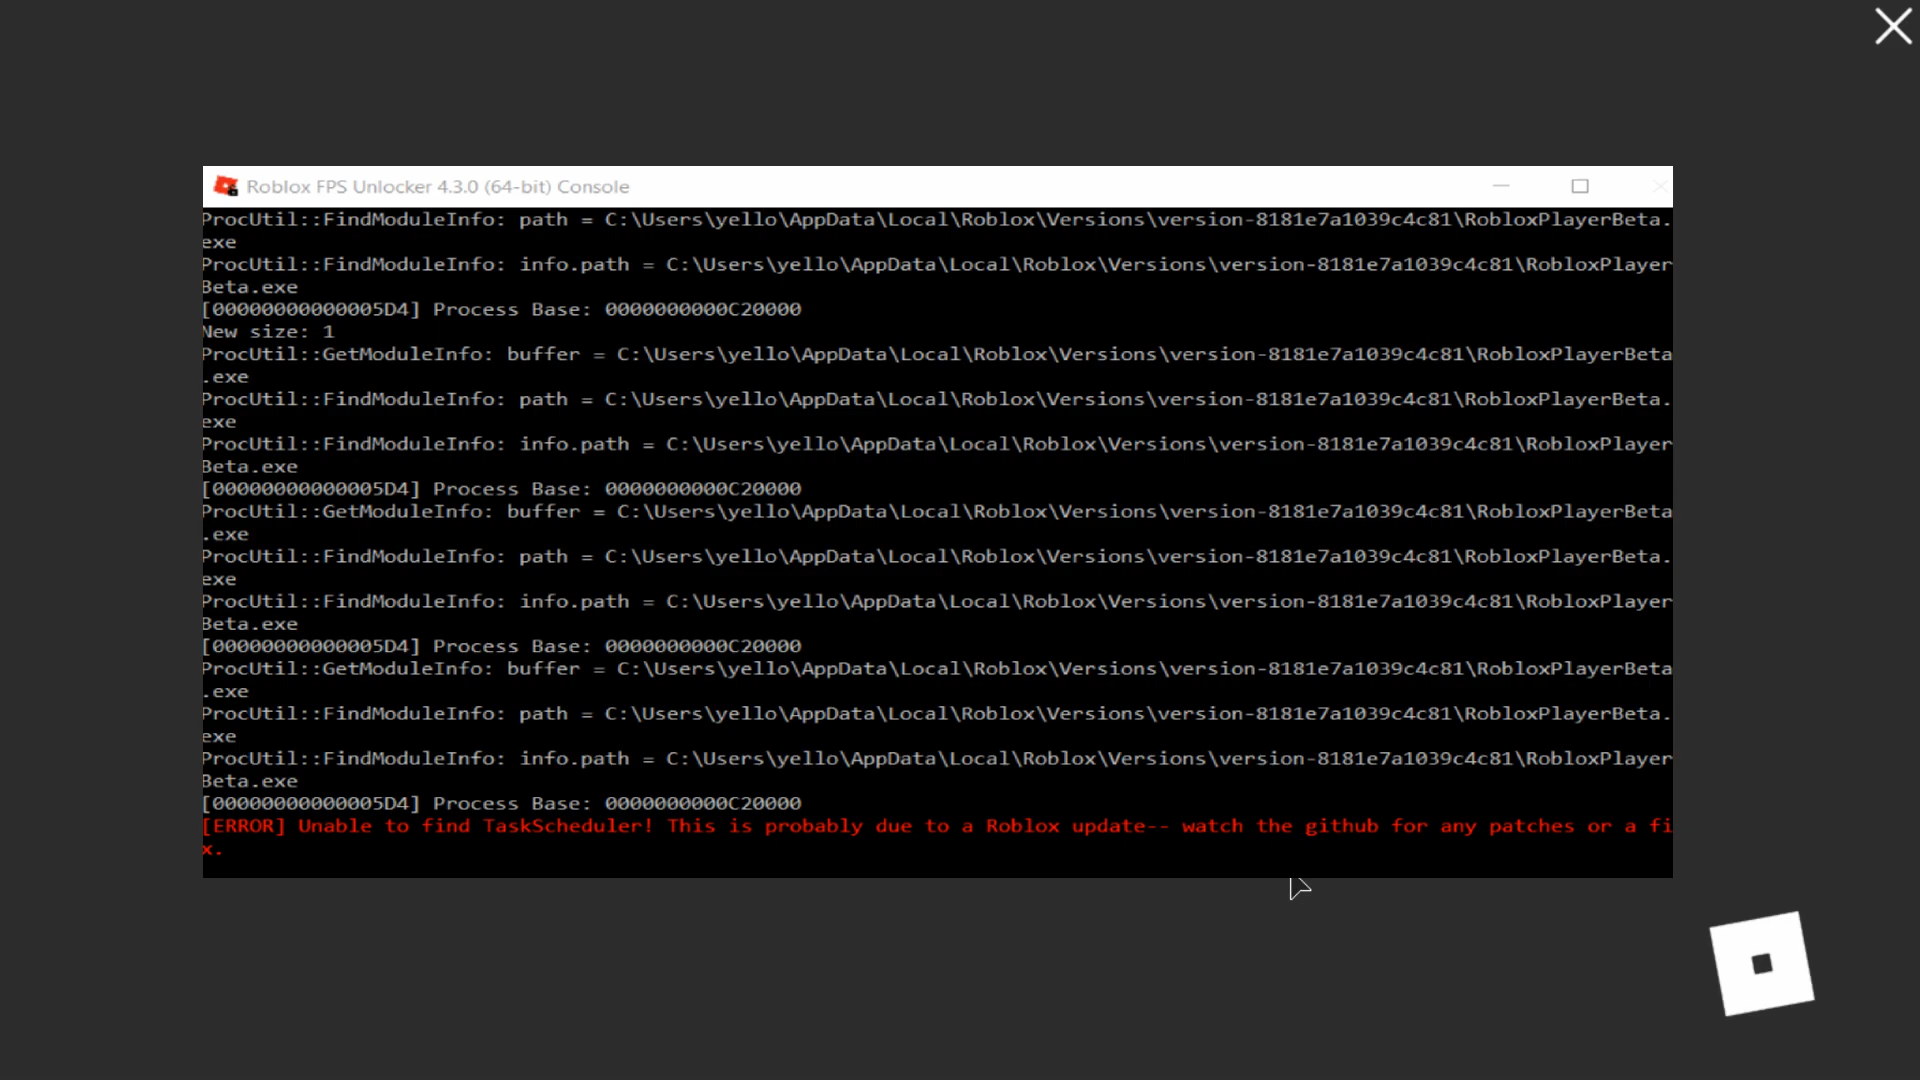 Roblox FPS Unlocker 4.3.0 (64-bit) Console
ProcUtil::FindModuleInfo: path = C:\Users\yello\AppData\Local\Roblox\Versions\version-8181e7a1039c4c81\RobloxPlayerBeta.
exe
ProcUtil::FindModuleInfo: info.path = C:\Users\yello\AppData\Local\Roblox\Versions\version-8181e7a1039c4c81\RobloxPlayer
Beta.exe
[00000000000005D4] Process Base: 0000000000C20000
New size: 1
ProcUtil::GetModuleInfo: buffer = C:\Users\yello\AppData\Local\Roblox\Versions\version-8181e7a1039c4c81\RobloxPlayerBeta
.exe
ProcUtil::FindModuleInfo: path = C:\Users\yello\AppData\Local\Roblox\Versions\version-8181e7a1039c4c81\RobloxPlayerBeta.
exe
ProcUtil::FindModuleInfo: info.path = C:\Users\yello\AppData\Local\Roblox\Versions\version-8181e7a1039c4c81\RobloxPlayer
Beta.exe
[00000000000005D4] Process Base: 0000000000C20000
ProcUtil::GetModuleInfo: buffer = C:\Users\yello\AppData\Local\Roblox\Versions\version-8181e7a1039c4c81\RobloxPlayerBeta
.exe
ProcUtil::FindModuleInfo: path = C:\Users\yello\AppData\Local\Roblox\Versions\version-8181e7a1039c4c81\RobloxPlayerBeta.
exe
ProcUtil::FindModuleInfo: info.path = C:\Users\yello\AppData\Local\Roblox\Versions\version-8181e7a1039c4c81\RobloxPlayer
Beta.exe
[00000000000005D4] Process Base: 0000000000C20000
ProcUtil::GetModuleInfo: buffer = C:\Users\yello\AppData\Local\Roblox\Versions\version-8181e7a1039c4c81\RobloxPlayerBeta
.exe
ProcUtil::FindModuleInfo: path = C:\Users\yello\AppData\Local\Roblox\Versions\version-8181e7a1039c4c81\RobloxPlayerBeta.
exe
ProcUtil::FindModuleInfo: info.path = C:\Users\yello\AppData\Local\Roblox\Versions\version-8181e7a1039c4c81\RobloxPlayer
Beta.exe
[00000000000005D4] Process Base: 0000000000C20000
[ERROR] Unable to find TaskScheduler! This is probably due to a Roblox update-- watch the github for any patches or a fi
x.